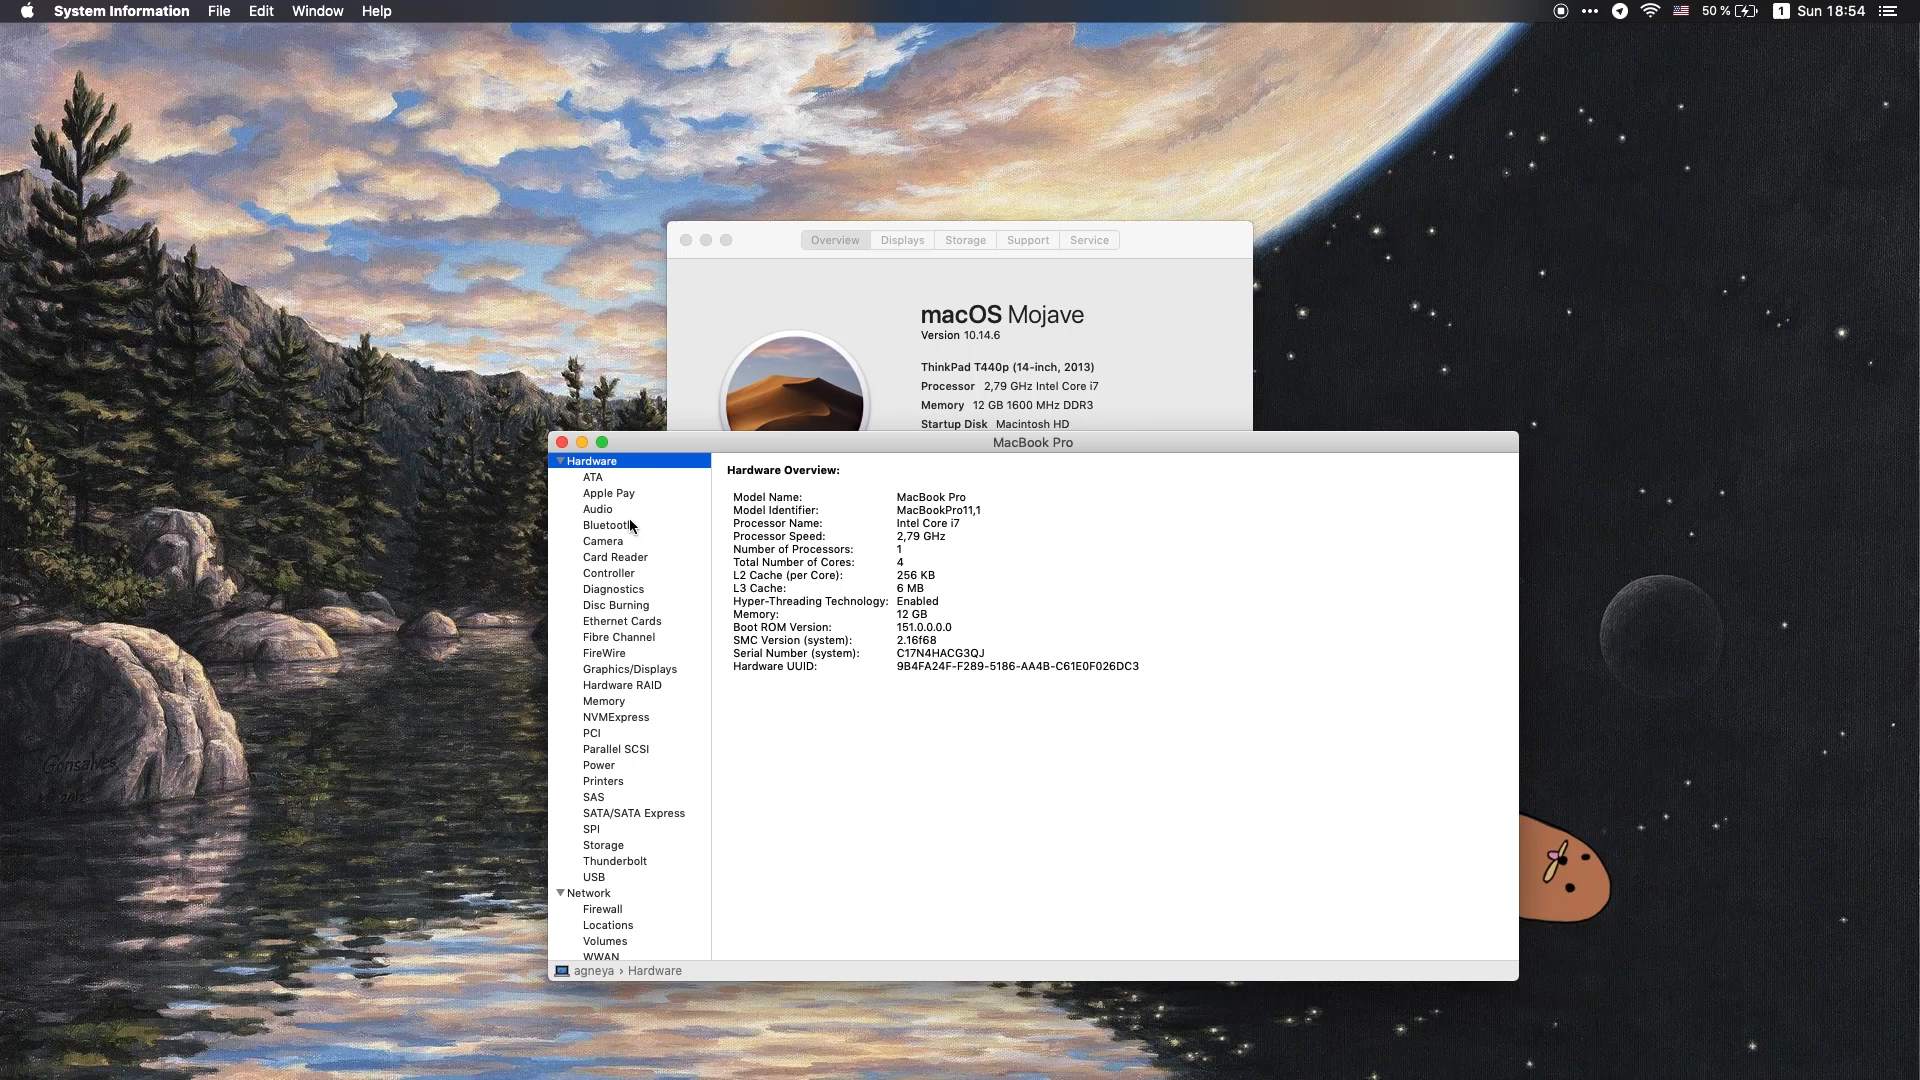 System Information File Edit Window Help
50 % 1 Sun 18:54
Overview Displays Storage Support Service
macOS Mojave
Version 10.14.6
ThinkPad T440p (14-inch, 2013)
Processor 2,79 GHz Intel Core i7
Memory 12 GB 1600 MHz DDR3
Startup Disk Macintosh HD
MacBook Pro
Hardware
ATA
Apple Pay
Audio
Bluetooth
Camera
Card Reader
Controller
Diagnostics
Disc Burning
Ethernet Cards
Fibre Channel
FireWire
Graphics/Displays
Hardware RAID
Memory
NVMExpress
PCI
Parallel SCSI
Power
Printers
SAS
SATA/SATA Express
SPI
Storage
Thunderbolt
USB
Network
Firewall
Locations
Volumes
WWAN
Hardware Overview:
Model Name: MacBook Pro
Model Identifier: MacBookPro11,1
Processor Name: Intel Core i7
Processor Speed: 2,79 GHz
Number of Processors: 1
Total Number of Cores: 4
L2 Cache (per Core): 256 KB
L3 Cache: 6 MB
Hyper-Threading Technology: Enabled
Memory: 12 GB
Boot ROM Version: 151.0.0.0.0
SMC Version (system): 2.16f68
Serial Number (system): C17N4HACG3QJ
Hardware UUID: 9B4FA24F-F289-5186-AA4B-C61E0F026DC3
agneya › Hardware
Gonsalves